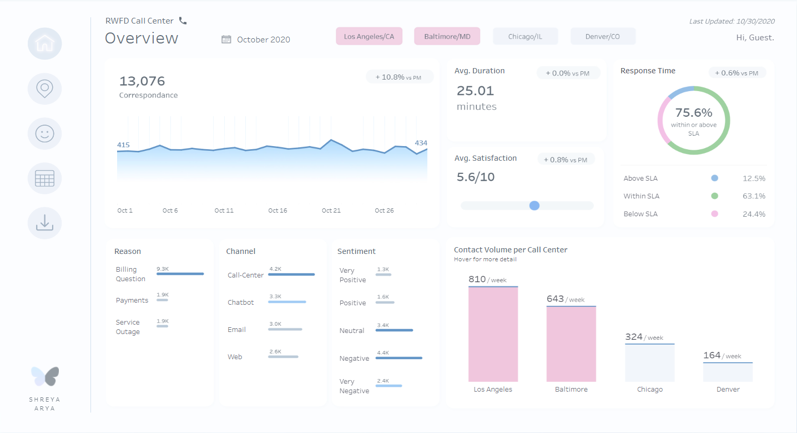 RWFD Call Center
Overview
October 2020
Los Angeles/CA
Baltimore/MD
Chicago/IL
Denver/CO
Last Updated: 10/30/2020
Hi, Guest.
13,076
Correspondance
+ 10.8% vs PM
415
434
Oct 1
Oct 6
Oct 11
Oct 16
Oct 21
Oct 26
Avg. Duration
+ 0.0% vs PM
25.01
minutes
Avg. Satisfaction
+ 0.8% vs PM
5.6/10
Response Time
+ 0.6% vs PM
75.6%
within or above
SLA
Above SLA 12.5%
Within SLA 63.1%
Below SLA 24.4%
Reason
Billing
Question
9.3K
Payments
1.9K
Service
Outage
1.9K
Channel
Call-Center
4.2K
Chatbot
3.3K
Email
3.0K
Web
2.6K
Sentiment
Very
Positive
1.3K
Positive
1.6K
Neutral
3.4K
Negative
4.4K
Very
Negative
2.4K
Contact Volume per Call Center
Hover for more detail
810 / week
643 / week
324 / week
164 / week
Los Angeles
Baltimore
Chicago
Denver
SHREYA
ARYA